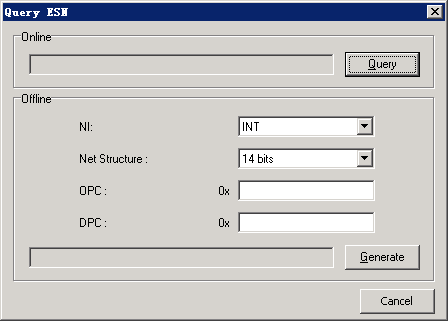 Query ESN
Online
Query
Offline
NI: INT
Net Structure : 14 bits
OPC : 0x
DPC : 0x
Generate
Cancel